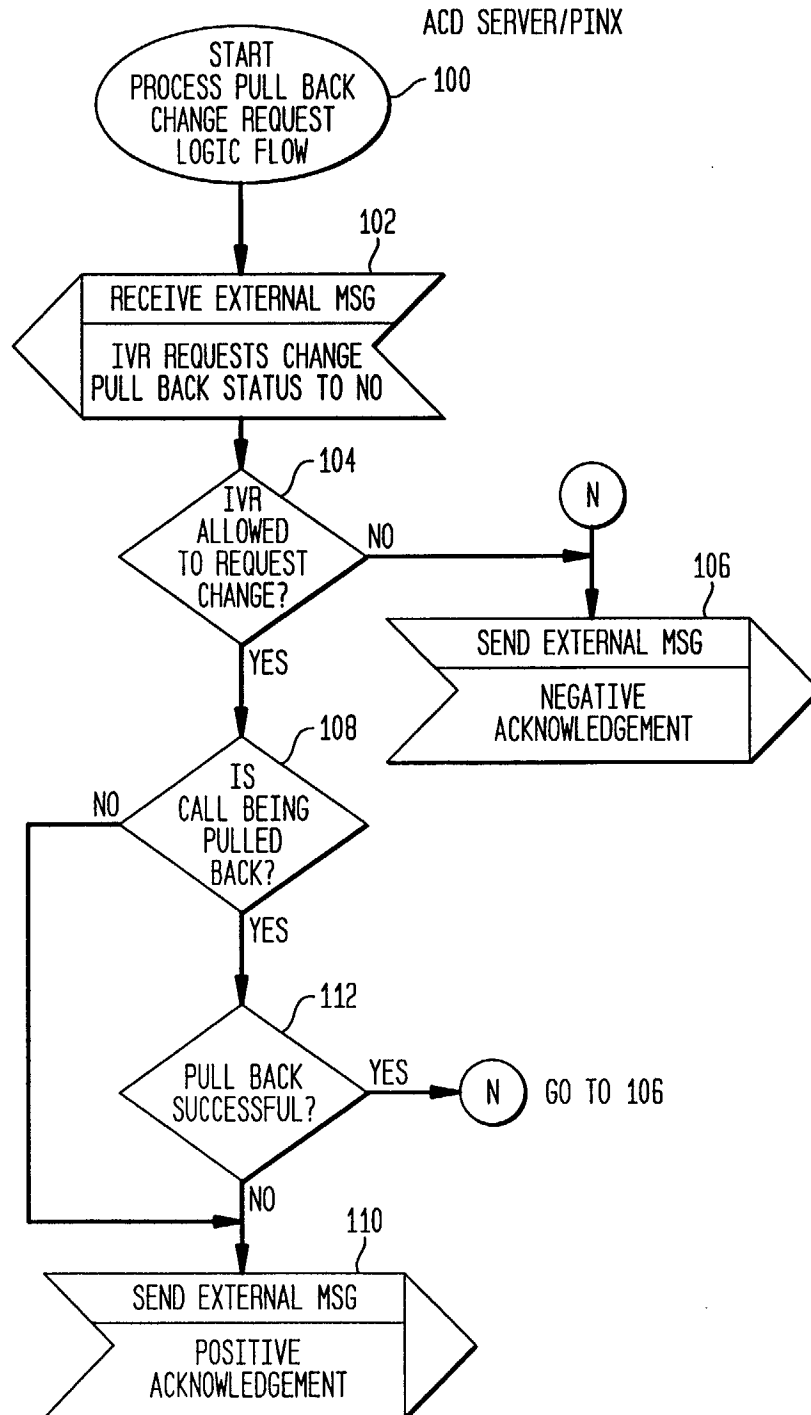 ACD SERVER/PINX
START
PROCESS PULL BACK
CHANGE REQUEST
LOGIC FLOW
100
102
RECEIVE EXTERNAL MSG
IVR REQUESTS CHANGE
PULL BACK STATUS TO NO
104
IVR
ALLOWED
TO REQUEST
CHANGE?
NO
YES
N
106
SEND EXTERNAL MSG
NEGATIVE
ACKNOWLEDGEMENT
108
IS
CALL BEING
PULLED
BACK?
NO
YES
112
PULL BACK
SUCCESSFUL?
YES
N
GO TO 106
NO
110
SEND EXTERNAL MSG
POSITIVE
ACKNOWLEDGEMENT